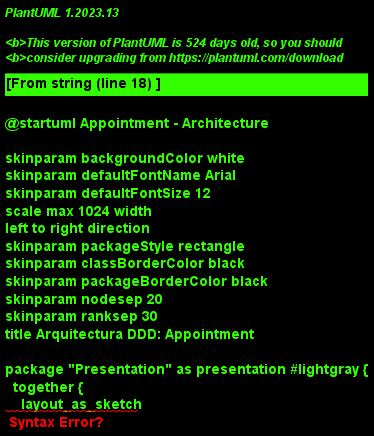 PlantUML 1.2023.13
<b>This version of PlantUML is 524 days old, so you should
<b>consider upgrading from https://plantuml.com/download
[From string (line 18) ]
@startuml Appointment - Architecture
skinparam backgroundColor white
skinparam defaultFontName Arial
skinparam defaultFontSize 12
scale max 1024 width
left to right direction
skinparam packageStyle rectangle
skinparam classBorderColor black
skinparam packageBorderColor black
skinparam nodesep 20
skinparam ranksep 30
title Arquitectura DDD: Appointment
package "Presentation" as presentation #lightgray {
together {
layout_as_sketch
Syntax Error?